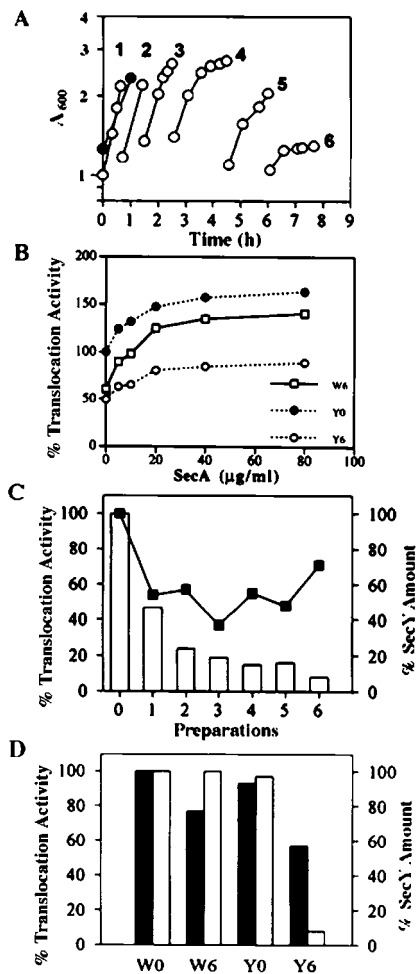 A
A600
3
2
1
1 2 3 4 5 6
0 1 2 3 4 5 6 7 8 9
Time (h)
B
% Translocation Activity
200
150
100
50
0
W6
Y0
Y6
0 20 40 60 80 100
SecA (µg/ml)
C
% Translocation Activity
100
80
60
40
20
0
100
80
60
40
20
0
% SecY Amount
0 1 2 3 4 5 6
Preparations
D
% Translocation Activity
100
80
60
40
20
0
100
80
60
40
20
0
% SecY Amount
W0 W6 Y0 Y6